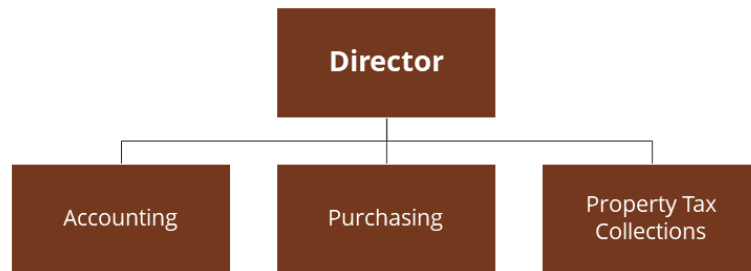 Director
Accounting
Purchasing
Property Tax
Collections